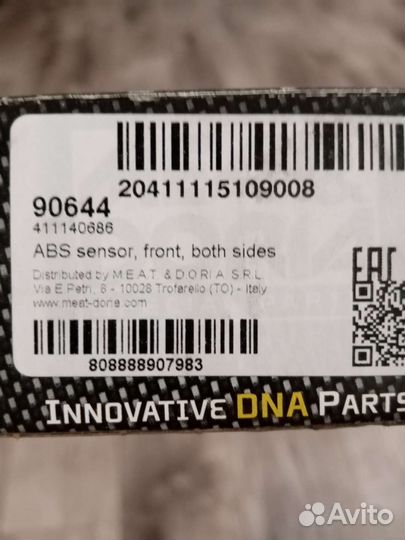 20411115109008
90644
411140686
ABS sensor, front, both sides
Distributed by M.E.A.T. & DORIA S.R.L.
Via E.Petri, 8 - 10028 Trofarello (TO) - Italy
www.meat-doria.com
EAC
808888907983
INNOVATIVE DNA PARTS
Avito